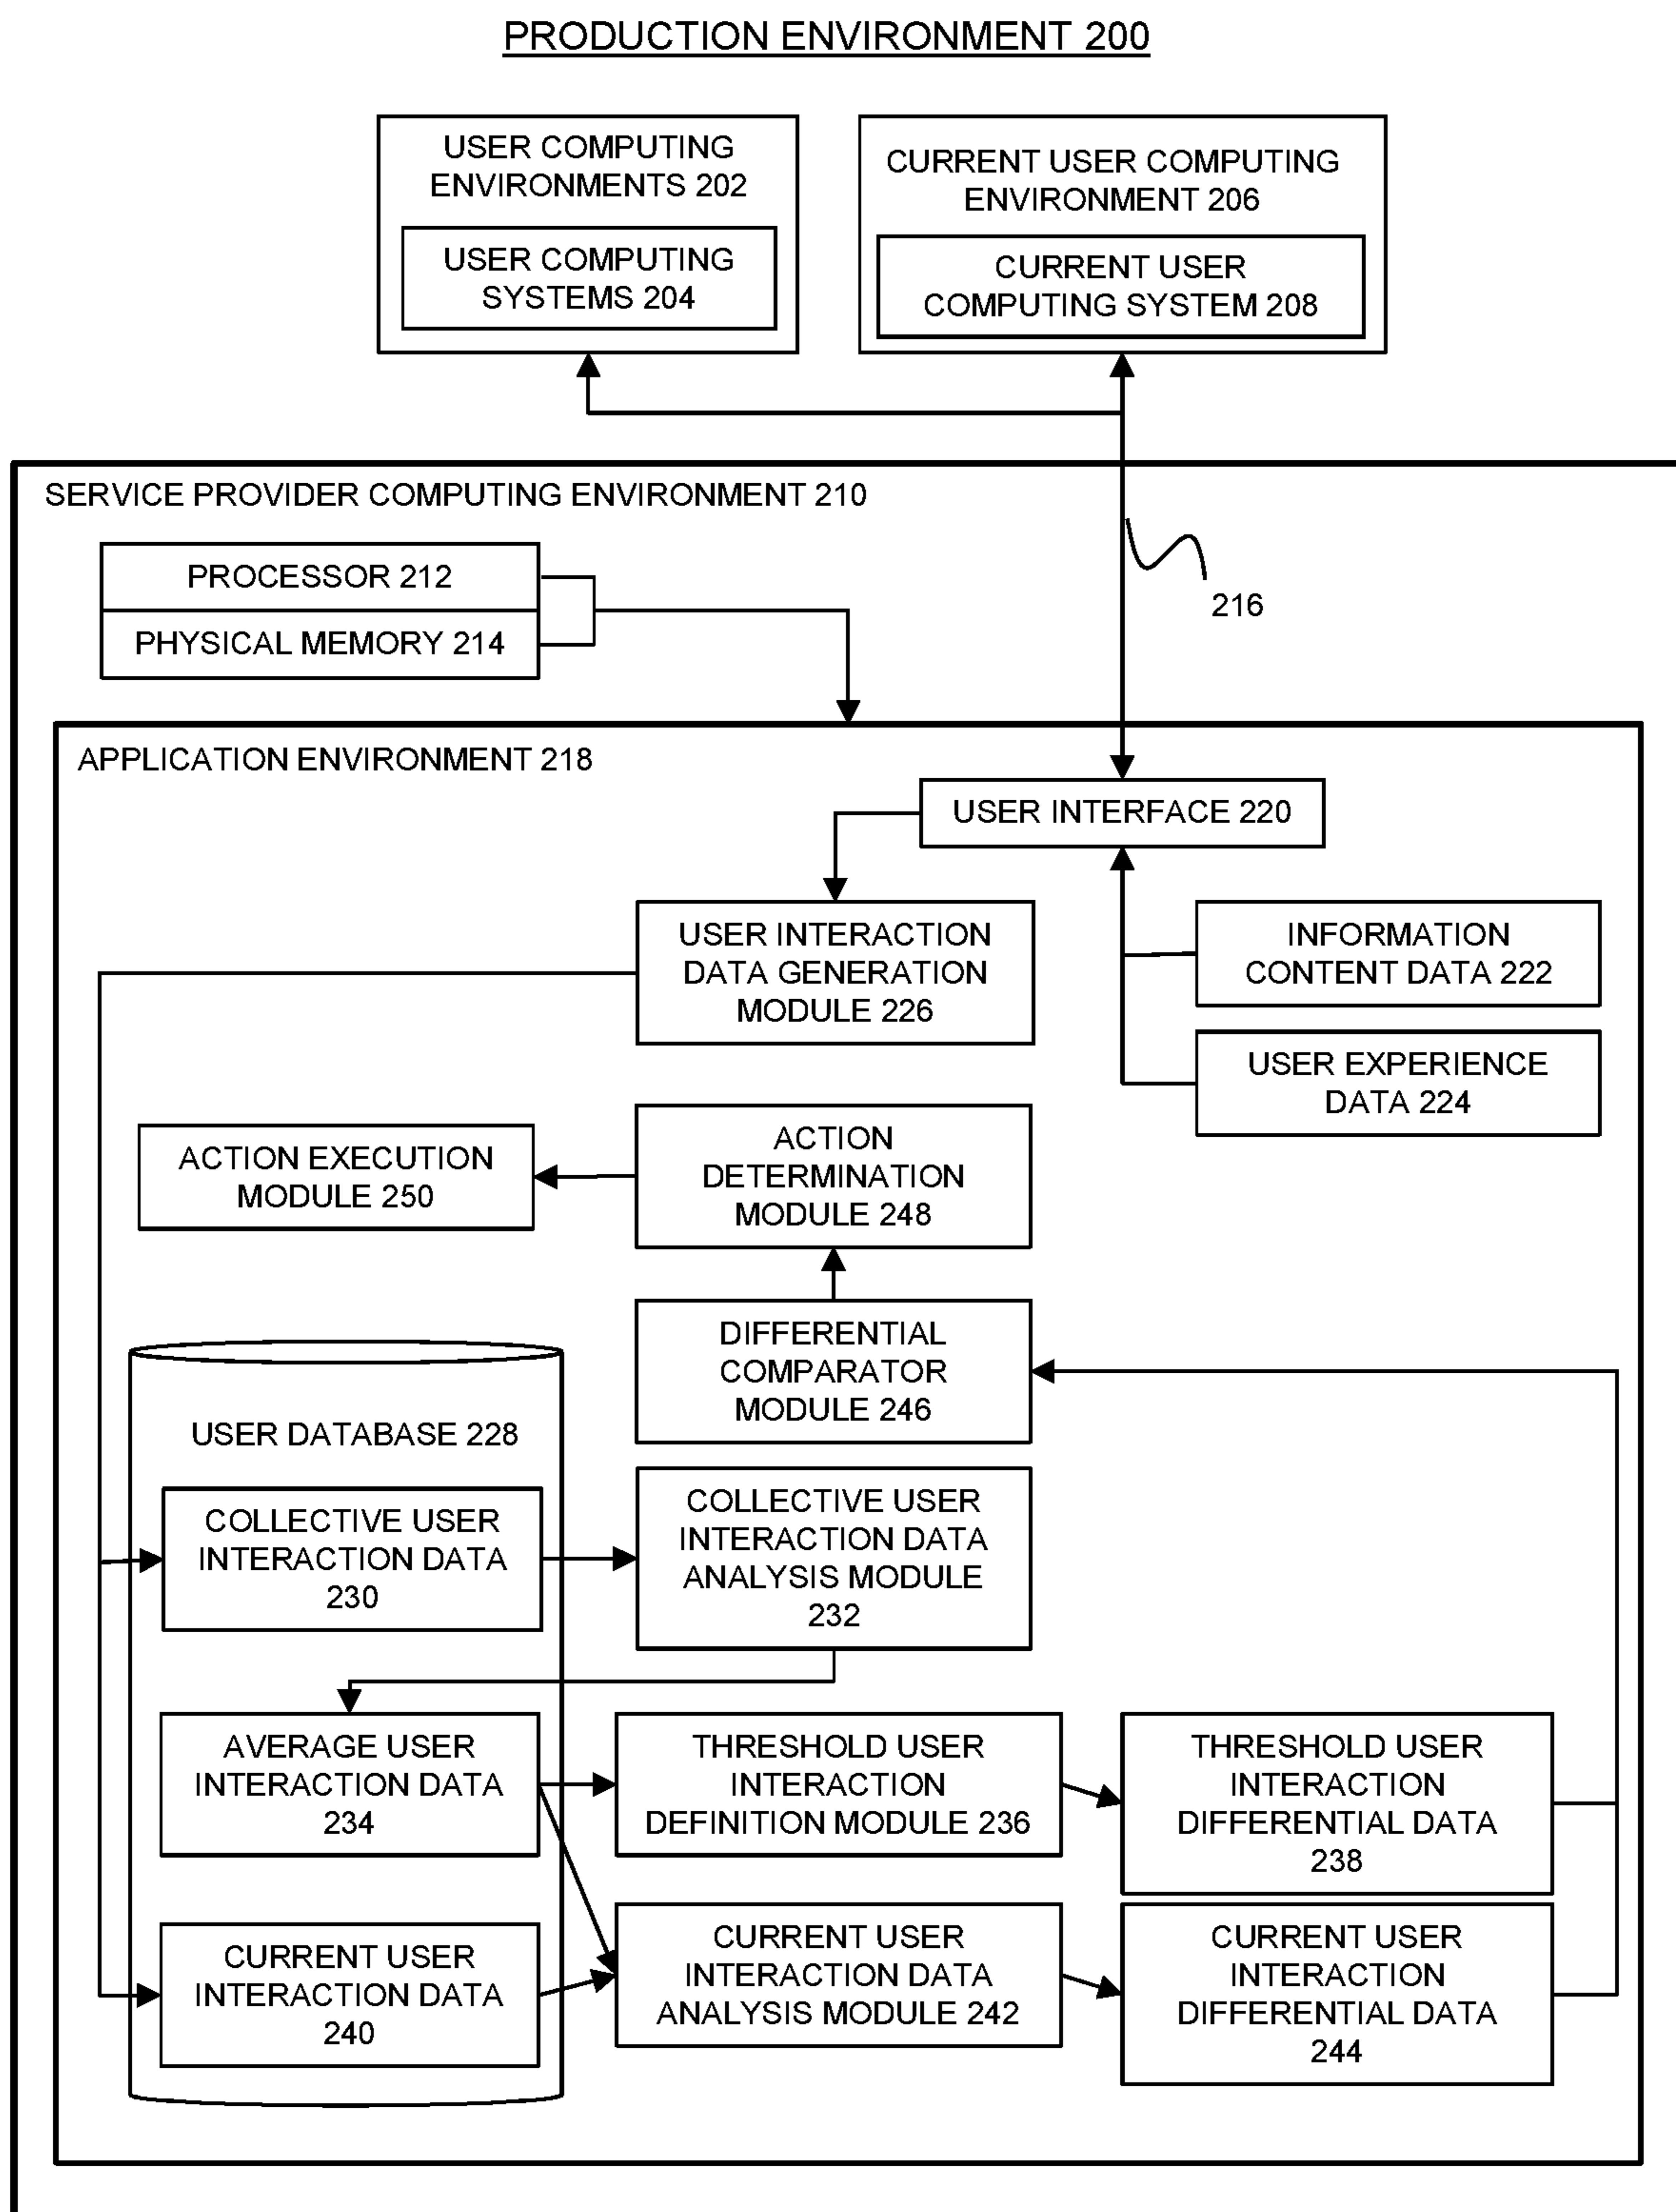 PRODUCTION ENVIRONMENT 200
USER COMPUTING
ENVIRONMENTS 202
USER COMPUTING
SYSTEMS 204
CURRENT USER COMPUTING
ENVIRONMENT 206
CURRENT USER
COMPUTING SYSTEM 208
SERVICE PROVIDER COMPUTING ENVIRONMENT 210
PROCESSOR 212
PHYSICAL MEMORY 214
216
APPLICATION ENVIRONMENT 218
USER INTERFACE 220
USER INTERACTION
DATA GENERATION
MODULE 226
INFORMATION
CONTENT DATA 222
USER EXPERIENCE
DATA 224
ACTION EXECUTION
MODULE 250
ACTION
DETERMINATION
MODULE 248
DIFFERENTIAL
COMPARATOR
MODULE 246
USER DATABASE 228
COLLECTIVE USER
INTERACTION DATA
230
COLLECTIVE USER
INTERACTION DATA
ANALYSIS MODULE
232
AVERAGE USER
INTERACTION DATA
234
THRESHOLD USER
INTERACTION
DEFINITION MODULE 236
THRESHOLD USER
INTERACTION
DIFFERENTIAL DATA
238
CURRENT USER
INTERACTION DATA
240
CURRENT USER
INTERACTION DATA
ANALYSIS MODULE 242
CURRENT USER
INTERACTION
DIFFERENTIAL DATA
244